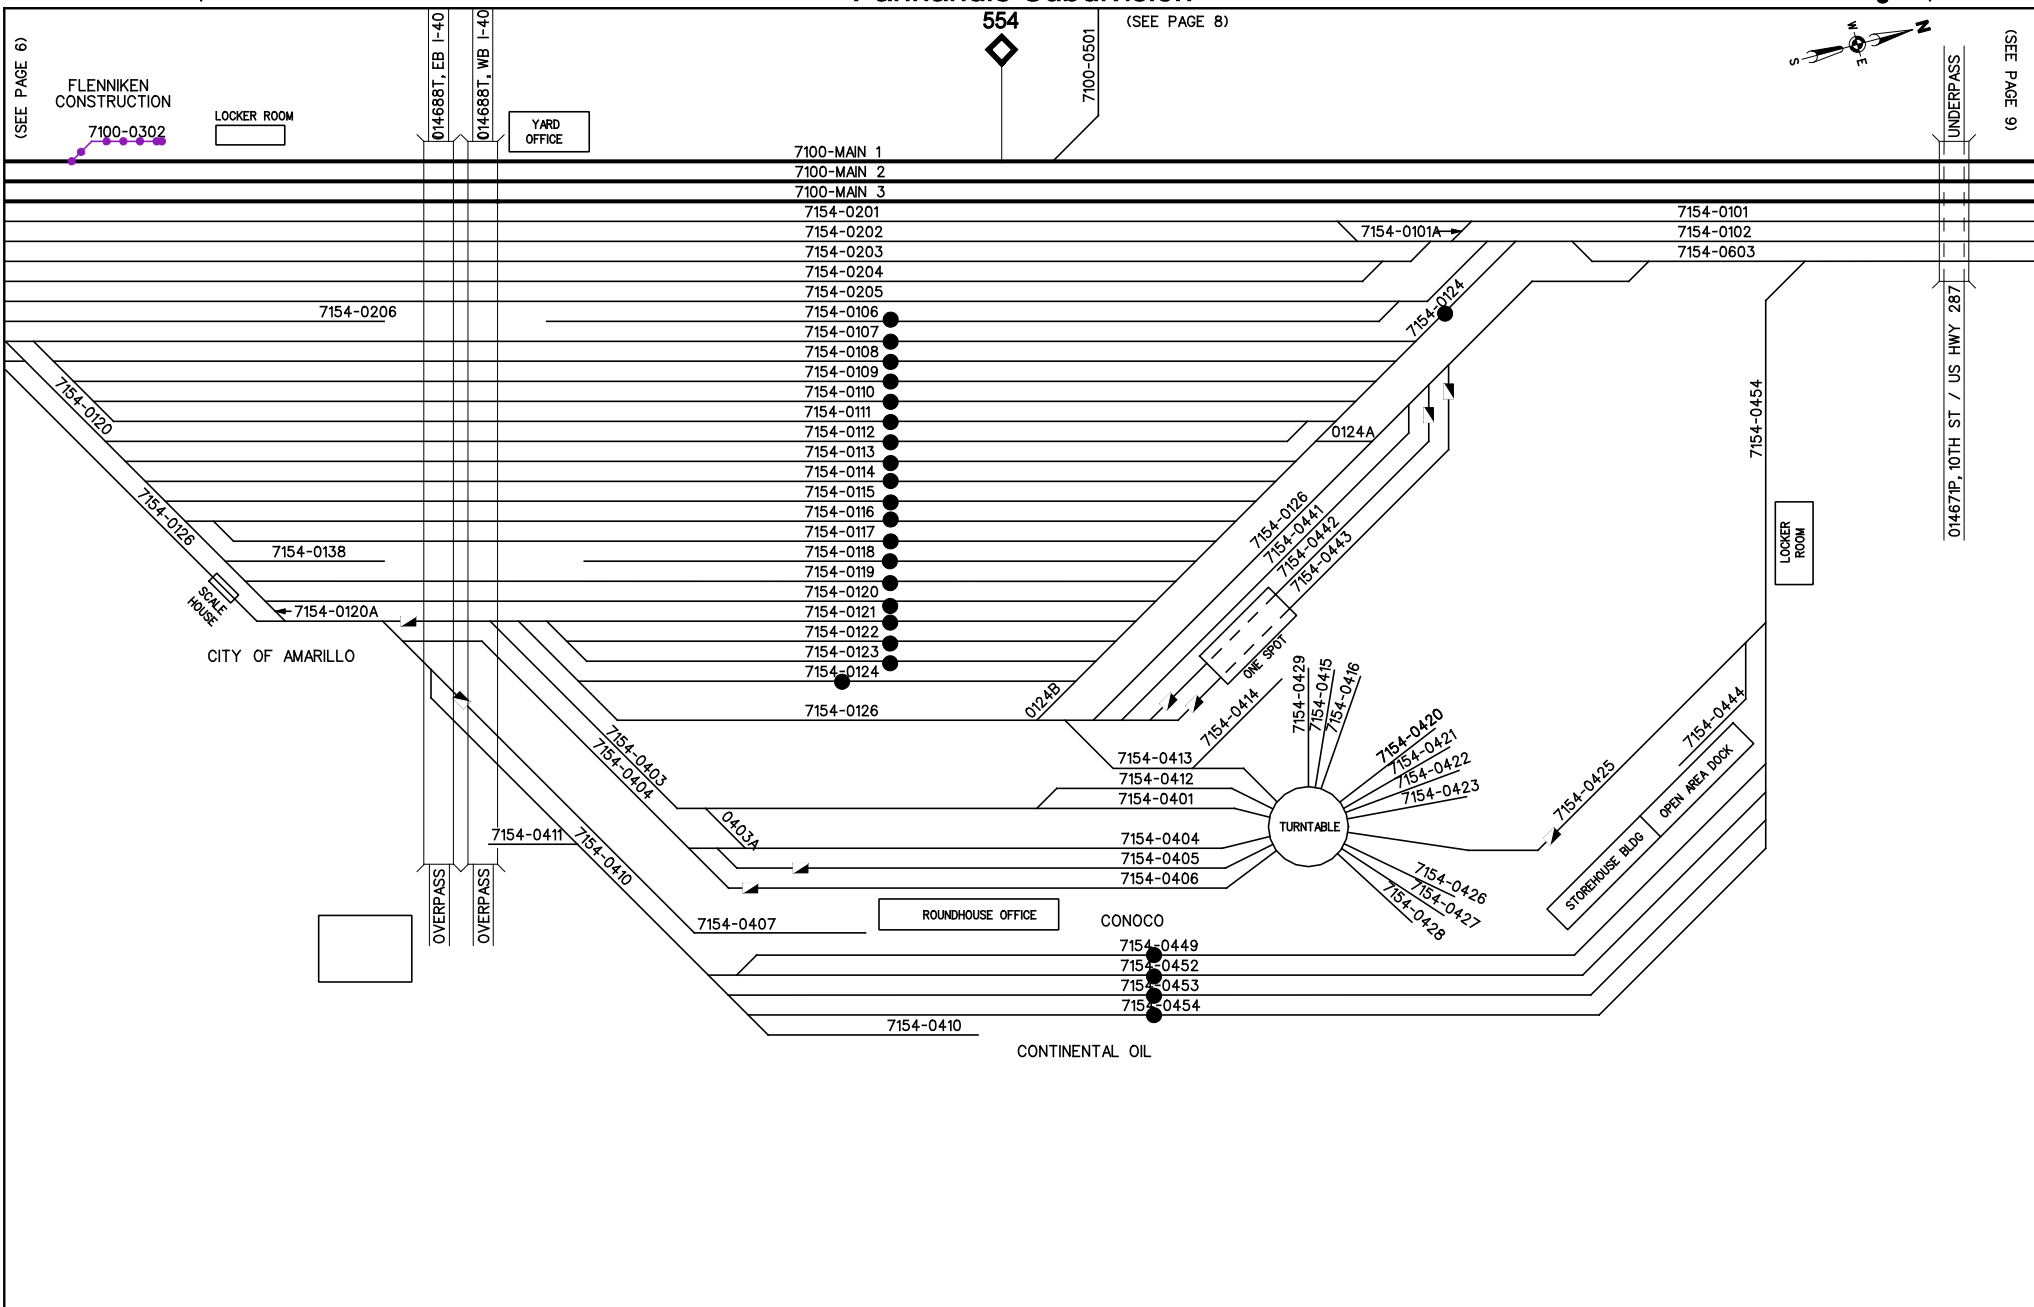 554
(SEE PAGE 8)
(SEE PAGE 6)
FLENNIKEN
CONSTRUCTION
7100-0302
LOCKER ROOM
014688T, EB I-40
014688T, WB I-40
YARD
OFFICE
7100-0501
W
N
S
E
UNDERPASS
(SEE PAGE 9)
7100-MAIN 1
7100-MAIN 2
7100-MAIN 3
7154-0201
7154-0101
7154-0202
7154-0101A
7154-0102
7154-0203
7154-0603
7154-0204
7154-0205
7154-0206
7154-0106
7154-0124
7154-0107
7154-0108
7154-0109
7154-0110
7154-0111
7154-0112
0124A
7154-0113
7154-0114
7154-0115
7154-0116
7154-0117
7154-0118
7154-0119
7154-0120
7154-0121
7154-0122
7154-0123
7154-0124
7154-0126
0124B
7154-0120
7154-0126
7154-0138
SCALE
HOUSE
7154-0120A
CITY OF AMARILLO
7154-0126
7154-0441
7154-0442
7154-0443
ONE SPOT
7154-0454
014671P, 10TH ST / US HWY 287
LOCKER
ROOM
7154-0403
7154-0404
7154-0413
7154-0412
7154-0401
7154-0414
7154-0429
7154-0415
7154-0416
7154-0420
7154-0421
7154-0422
7154-0423
TURNTABLE
7154-0425
7154-0444
OPEN AREA DOCK
STOREHOUSE BLDG
7154-0426
7154-0427
7154-0428
0403A
7154-0411
7154-0410
7154-0404
7154-0405
7154-0406
OVERPASS
OVERPASS
7154-0407
ROUNDHOUSE OFFICE
CONOCO
7154-0449
7154-0452
7154-0453
7154-0454
7154-0410
CONTINENTAL OIL